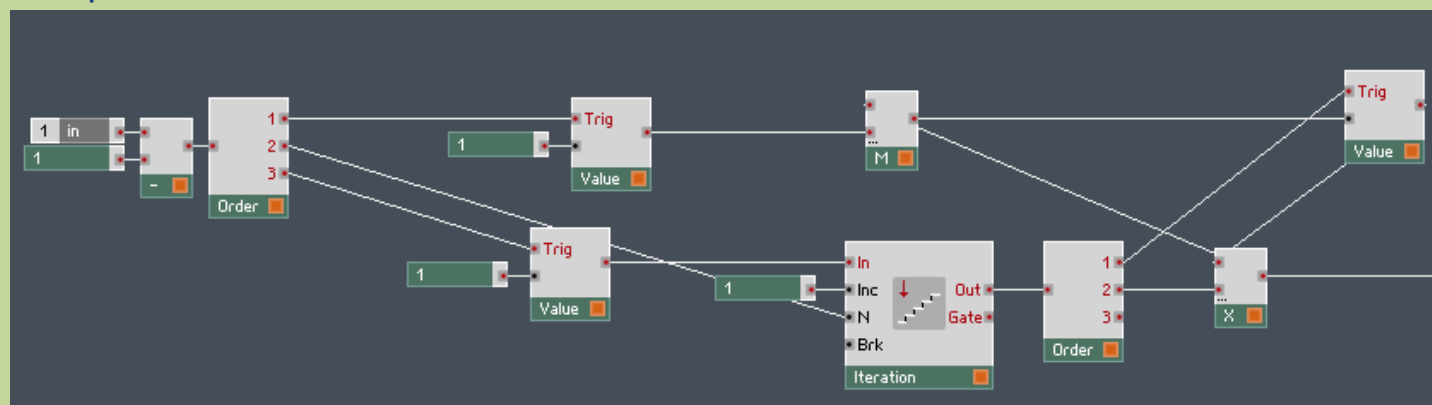 1 in
1
-
1
2
3
Order
1
Trig
Value
1
Trig
Value
M
...
1
In
Inc
N
Brk
Out
Gate
Iteration
1
2
3
Order
Trig
Value
...
X